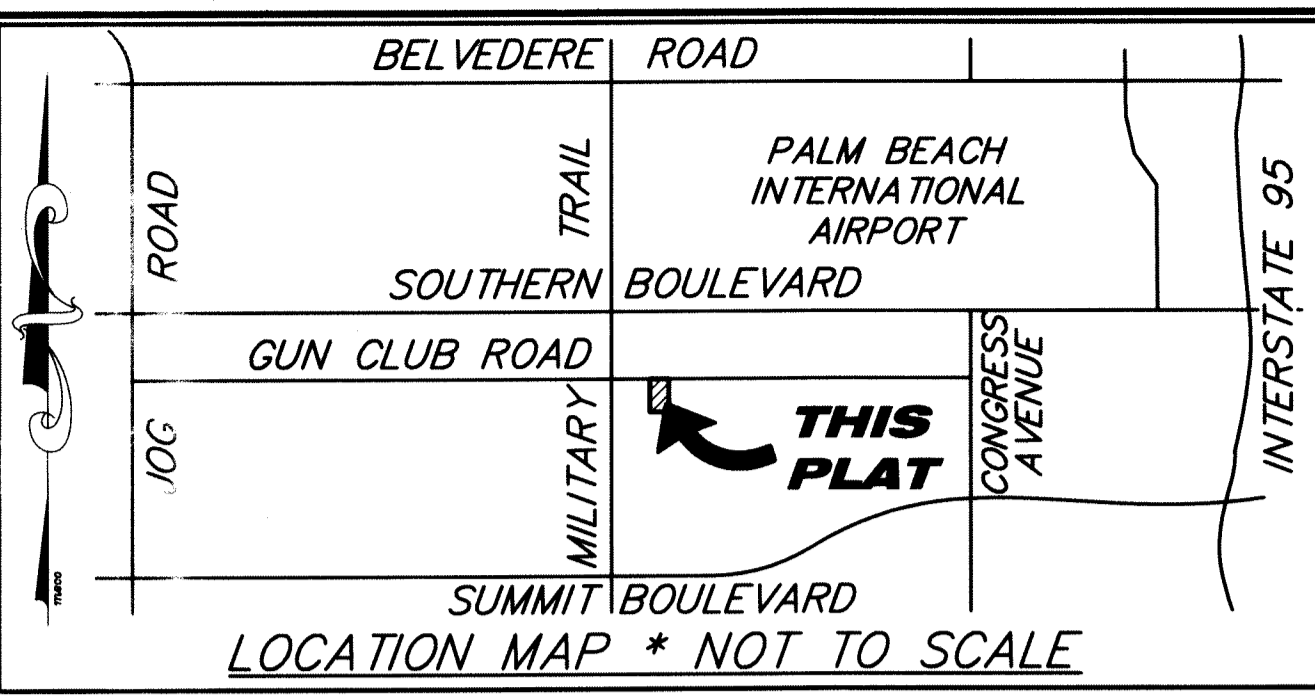 BELVEDERE ROAD
PALM BEACH
INTERNATIONAL
AIRPORT
JOG ROAD
MILITARY TRAIL
INTERSTATE 95
SOUTHERN BOULEVARD
GUN CLUB ROAD
CONGRESS
AVENUE
THIS
PLAT
SUMMIT BOULEVARD
meco
LOCATION MAP * NOT TO SCALE